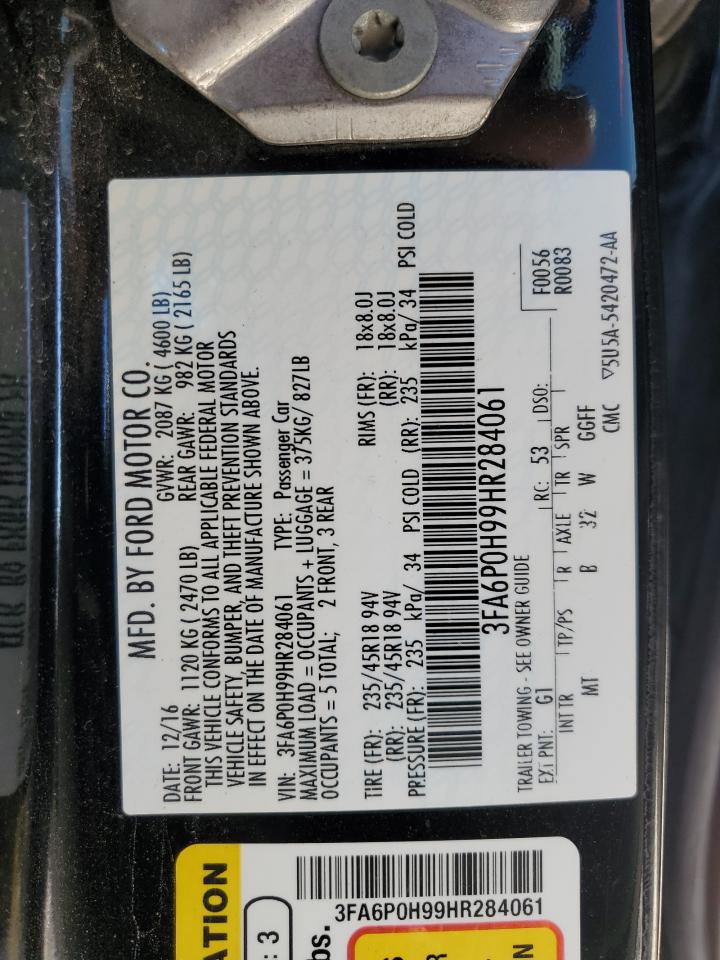 MFD. BY FORD MOTOR CO.
DATE: 12/16 GVWR: 2087 KG ( 4600 LB)
FRONT GAWR: 1120 KG ( 2470 LB) REAR GAWR: 982 KG ( 2165 LB)
THIS VEHICLE CONFORMS TO ALL APPLICABLE FEDERAL MOTOR
VEHICLE SAFETY, BUMPER, AND THEFT PREVENTION STANDARDS
IN EFFECT ON THE DATE OF MANUFACTURE SHOWN ABOVE.
VIN: 3FA6P0H99HR284061 TYPE: Passenger Car
MAXIMUM LOAD = OCCUPANTS + LUGGAGE = 375KG/ 827LB
OCCUPANTS = 5 TOTAL; 2 FRONT, 3 REAR
TIRE (FR): 235/45R18 94V RIMS (FR): 18x8.0J
(RR): 235/45R18 94V (RR): 18x8.0J
PRESSURE (FR): 235 kPa/ 34 PSI COLD (RR): 235 kPa/ 34 PSI COLD
3FA6P0H99HR284061
TRAILER TOWING - SEE OWNER GUIDE F0056
EXT PNT: G1 RC: 53 DSO: R0083
INT TR TP/PS R AXLE TR SPR
MT B 32 W GGFF
CMC ▽5U5A-5420472-AA
ATION
: 3
bs.
3FA6P0H99HR284061
S
R
N